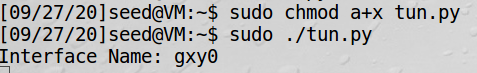 [09/27/20]seed@VM:~$ sudo chmod a+x tun.py
[09/27/20]seed@VM:~$ sudo ./tun.py
Interface Name: gxy0